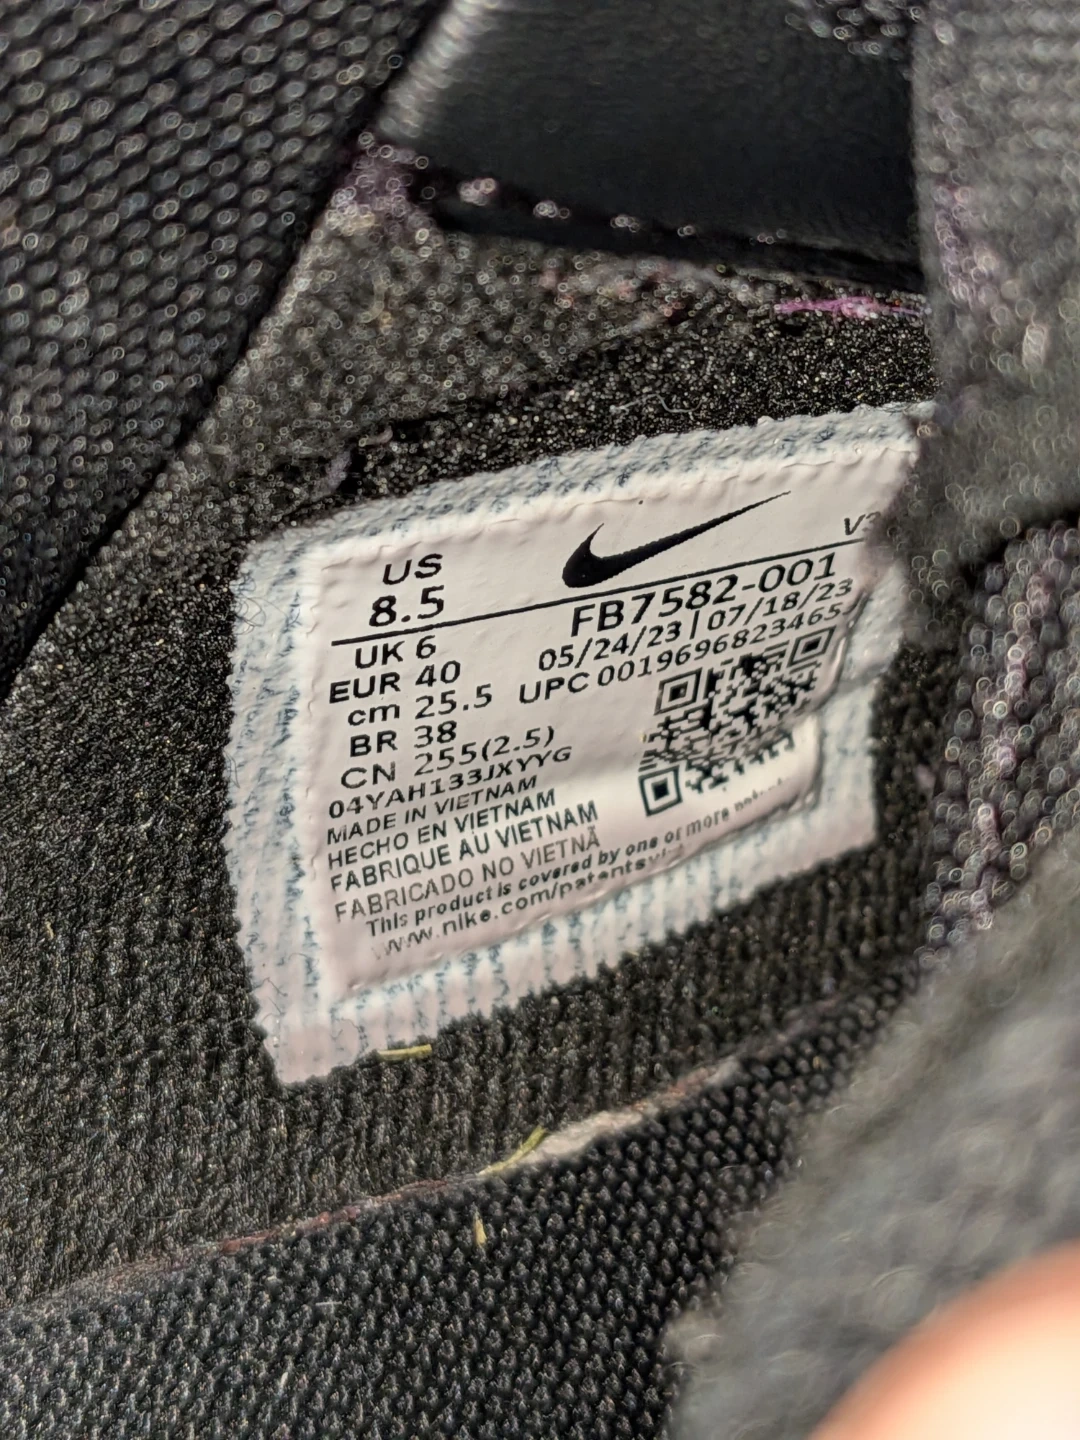 US
8.5
V3
UK 6
FB7582-001
EUR 40
05/24/23 | 07/18/23
cm 25.5
UPC 0019696823465
BR 38
CN 255(2.5)
04YAH133JXYYG
MADE IN VIETNAM
HECHO EN VIETNAM
FABRIQUE AU VIETNAM
FABRICADO NO VIETNÃ
This product is covered by one or more
www.nike.com/patents